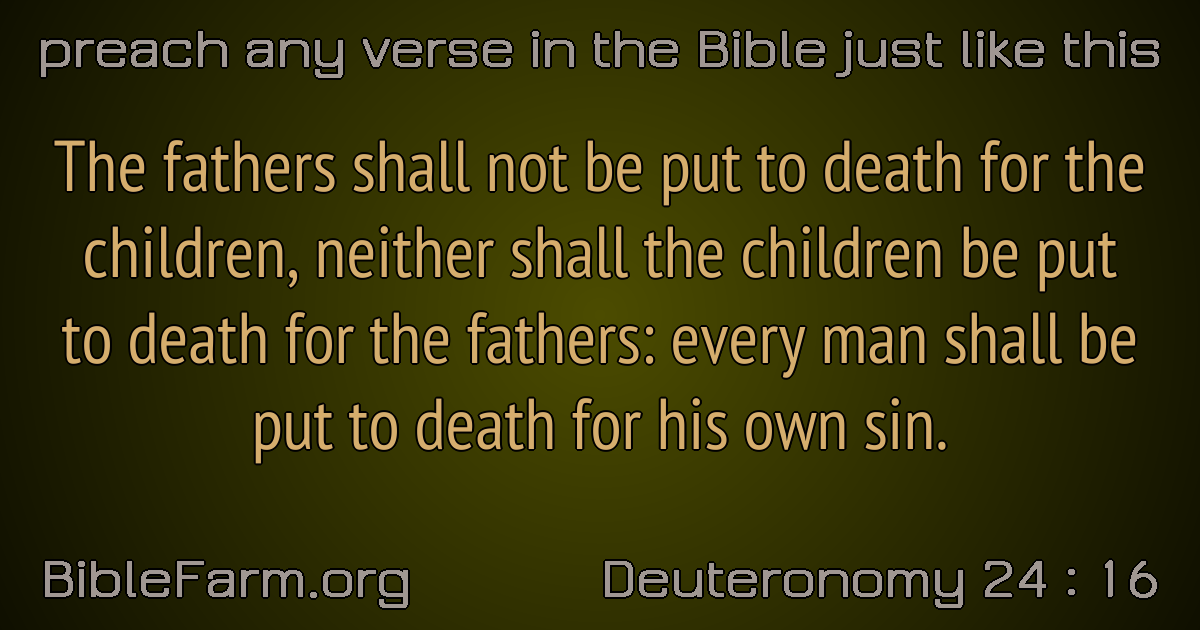 preach any verse in the Bible just like this
The fathers shall not be put to death for the
children, neither shall the children be put
to death for the fathers: every man shall be
put to death for his own sin.
BibleFarm.org
Deuteronomy 24 : 16